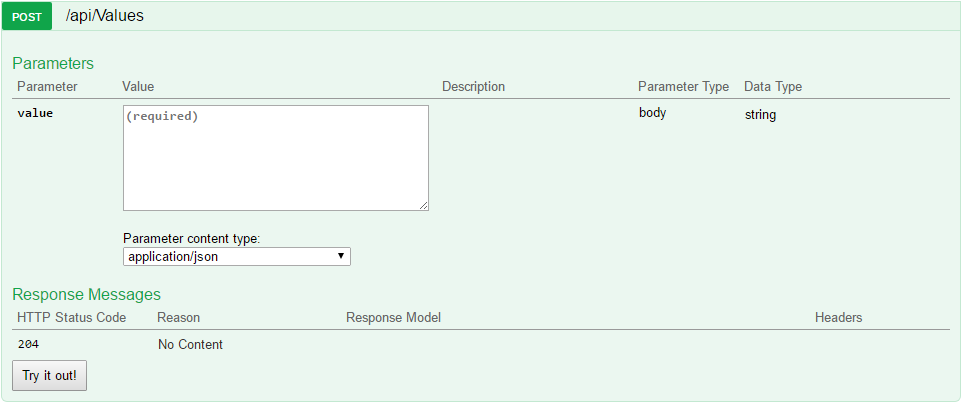 POST /api/Values
Parameters
Parameter Value Description Parameter Type Data Type
value (required) body string
Parameter content type:
application/json
Response Messages
HTTP Status Code Reason Response Model Headers
204 No Content
Try it out!